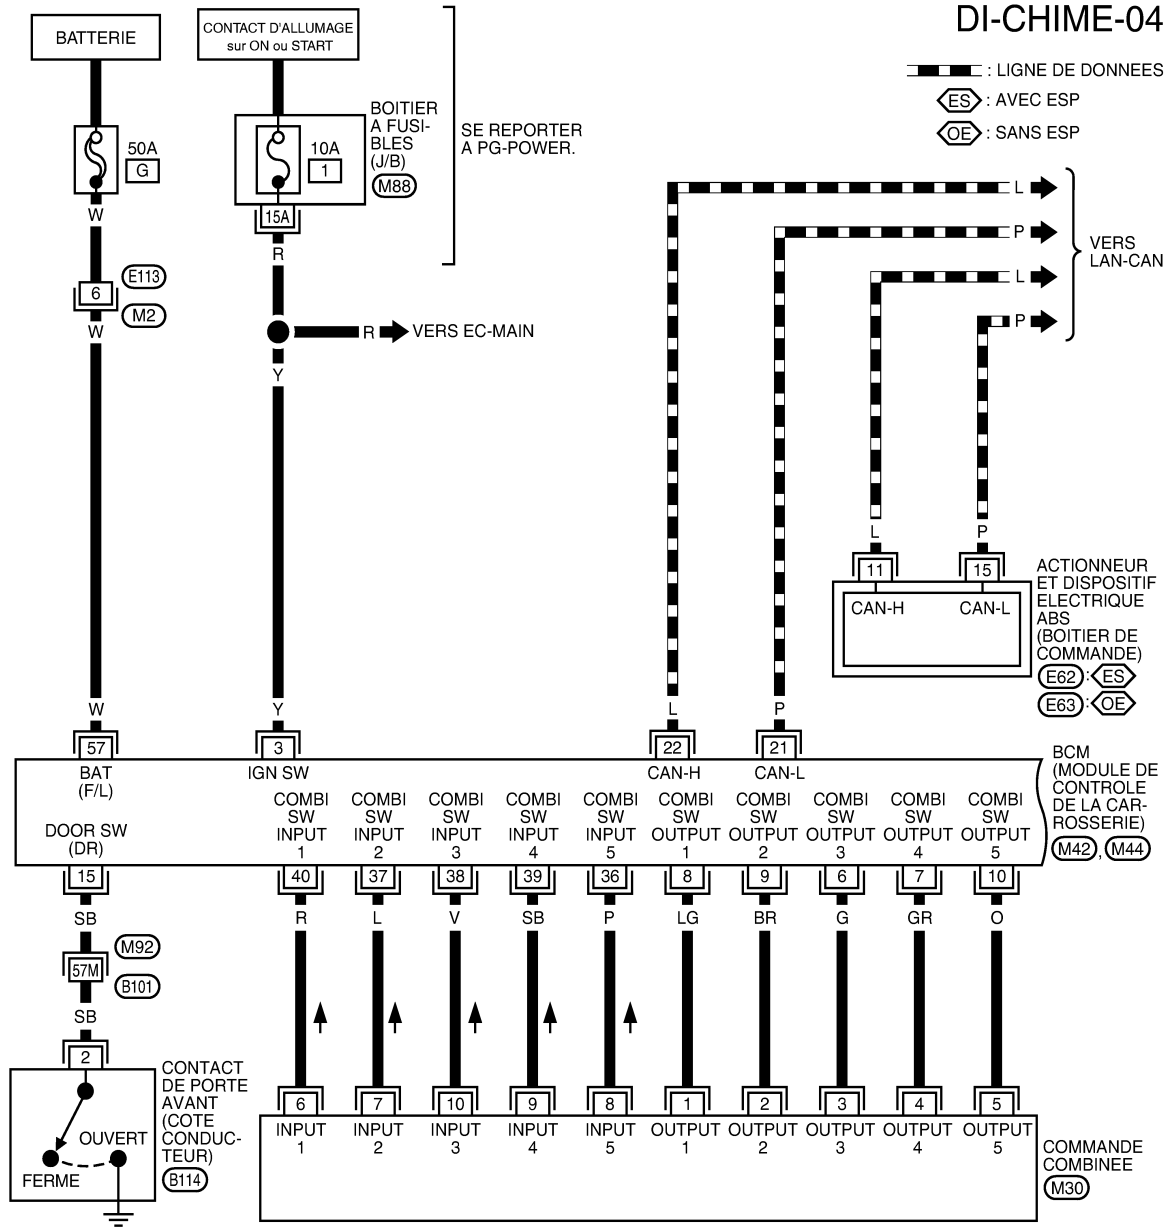 DI-CHIME-04
BATTERIE
CONTACT D'ALLUMAGE
sur ON ou START
: LIGNE DE DONNEES
ES : AVEC ESP
OE : SANS ESP
BOITIER
A FUSI-
BLES
(J/B)
M88
SE REPORTER
A PG-POWER.
50A
G
10A
1
15A
W
R
E113
6
M2
W
R
VERS EC-MAIN
Y
L
P
L
P
VERS
LAN-CAN
L
P
11
15
CAN-H
CAN-L
ACTIONNEUR
ET DISPOSITIF
ELECTRIQUE
ABS
(BOITIER DE
COMMANDE)
E62 : ES
E63 : OE
W
Y
L
P
57
3
22
21
BAT
(F/L)
IGN SW
CAN-H
CAN-L
DOOR SW
(DR)
COMBI
SW
INPUT
1
COMBI
SW
INPUT
2
COMBI
SW
INPUT
3
COMBI
SW
INPUT
4
COMBI
SW
INPUT
5
COMBI
SW
OUTPUT
1
COMBI
SW
OUTPUT
2
COMBI
SW
OUTPUT
3
COMBI
SW
OUTPUT
4
COMBI
SW
OUTPUT
5
BCM
(MODULE DE
CONTROLE
DE LA CAR-
ROSSERIE)
M42 , M44
15
40
37
38
39
36
8
9
6
7
10
SB
R
L
V
SB
P
LG
BR
G
GR
O
M92
57M
B101
SB
2
CONTACT
DE PORTE
AVANT
(COTE
CONDUC-
TEUR)
B114
OUVERT
FERME
6
7
10
9
8
1
2
3
4
5
INPUT
1
INPUT
2
INPUT
3
INPUT
4
INPUT
5
OUTPUT
1
OUTPUT
2
OUTPUT
3
OUTPUT
4
OUTPUT
5
COMMANDE
COMBINEE
M30